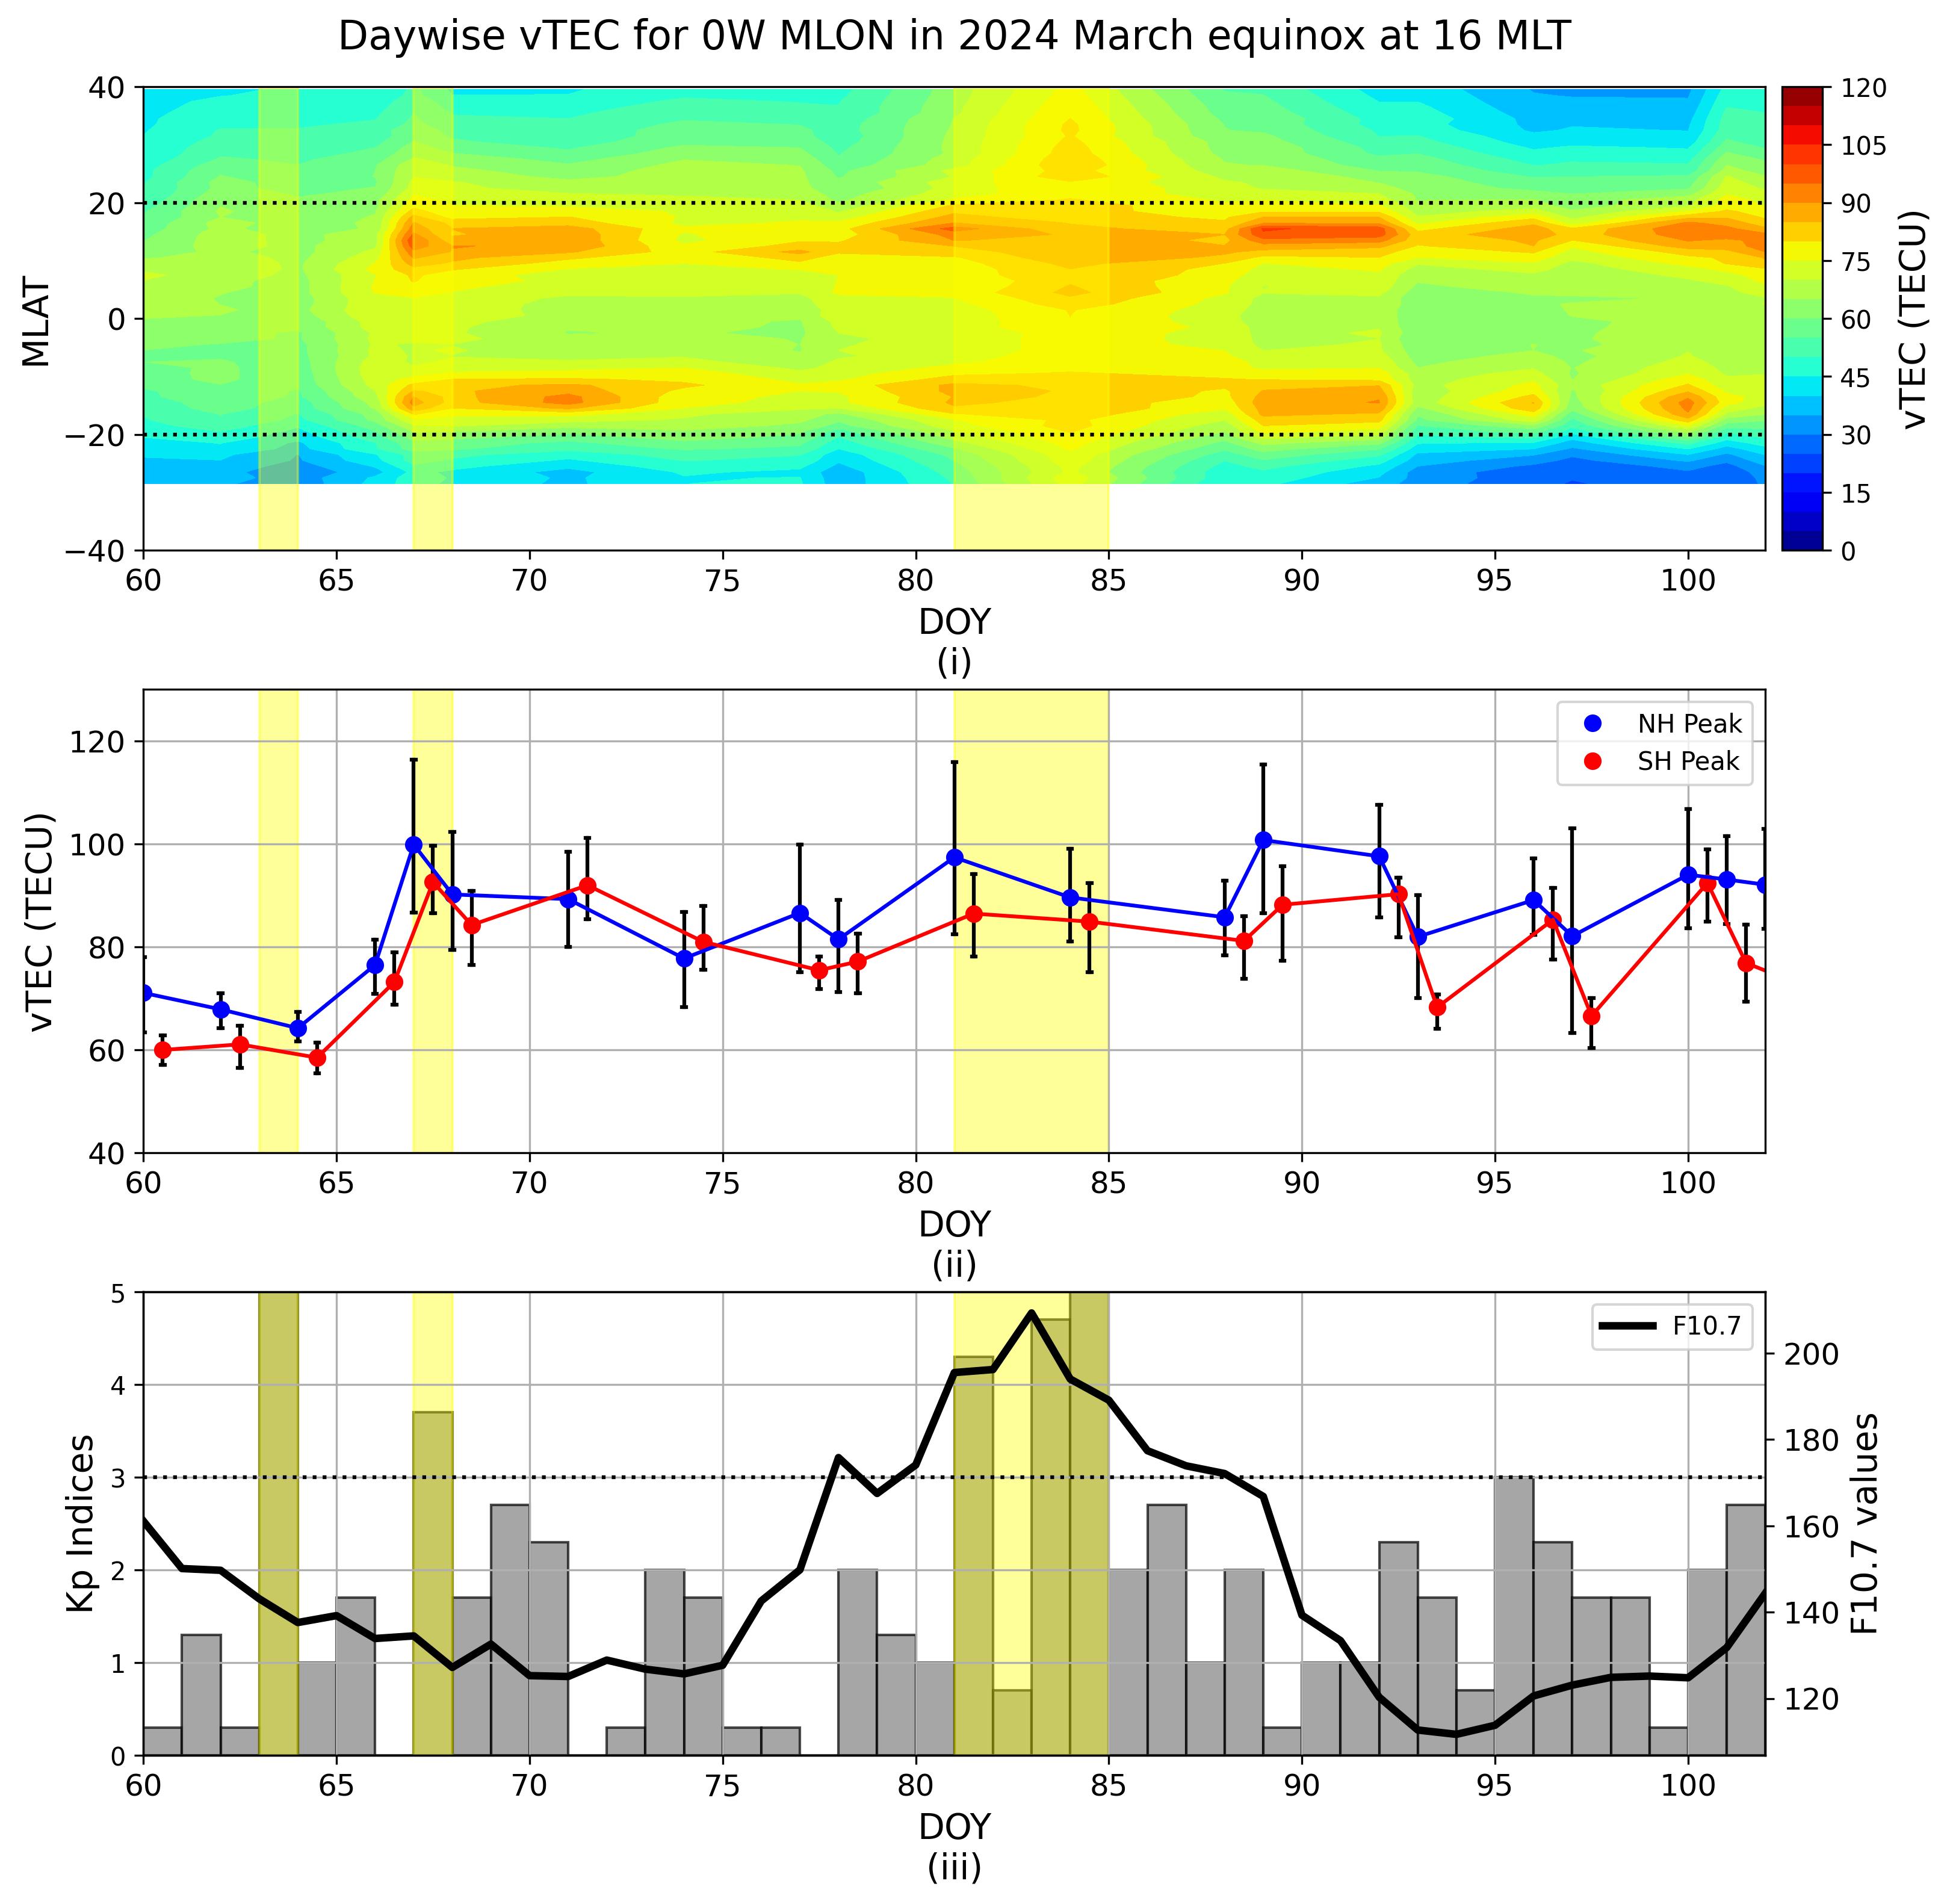 Daywise vTEC for 0W MLON in 2024 March equinox at 16 MLT
40
20
0
−20
−40
MLAT
60 65 70 75 80 85 90 95 100
DOY
(i)
120
105
90
75
60
45
30
15
0
vTEC (TECU)
120
100
80
60
40
vTEC (TECU)
NH Peak
SH Peak
60 65 70 75 80 85 90 95 100
DOY
(ii)
5
4
3
2
1
0
Kp Indices
F10.7
200
180
160
140
120
F10.7 values
60 65 70 75 80 85 90 95 100
DOY
(iii)